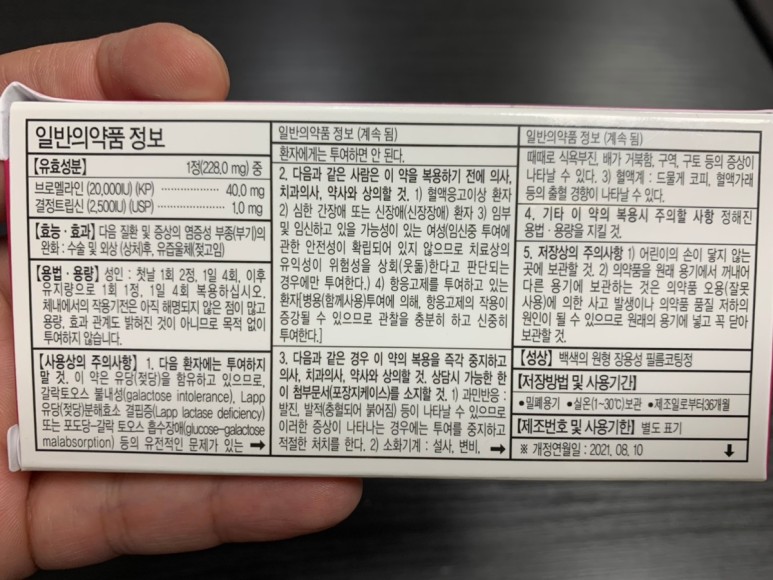 일반의약품 정보
【유효성분】 1정(228.0 mg) 중
브로멜라인 (20,000IU) (KP) ················ 40.0 mg
결정트립신 (2,500IU) (USP) ··············· 1.0 mg
【효능 · 효과】 다음 질환 및 증상의 염증성 부종(부기)의
완화 : 수술 및 외상 (상처)후, 유즙울체(젖고임)
【용법 · 용량】 성인 : 첫날 1회 2정, 1일 4회, 이후
유지량으로 1회 1정, 1일 4회 복용하십시오.
체내에서의 작용기전은 아직 해명되지 않은 점이 많고
용량, 효과 관계도 밝혀진 것이 아니므로 목적 없이
투여하지 않습니다.
【사용상의 주의사항】 1. 다음 환자에는 투여하지
말 것. 이 약은 유당(젖당)을 함유하고 있으므로,
갈락토오스 불내성(galactose intolerance), Lapp
유당(젖당)분해효소 결핍증(Lapp lactase deficiency)
또는 포도당-갈락 토오스 흡수장애(glucose-galactose
malabsorption) 등의 유전적인 문제가 있는 ➡
일반의약품 정보 (계속 됨)
환자에게는 투여하면 안 된다.
2. 다음과 같은 사람은 이 약을 복용하기 전에 의사,
치과의사, 약사와 상의할 것. 1) 혈액응고이상 환자
2) 심한 간장애 또는 신장애(신장장애) 환자 3) 임부
및 임신하고 있을 가능성이 있는 여성(임신중 투여에
관한 안전성이 확립되어 있지 않으므로 치료상의
유익성이 위험성을 상회(웃돎)한다고 판단되는
경우에만 투여한다.) 4) 항응고제를 투여하고 있는
환자[병용(함께사용)투여에 의해, 항응고제의 작용이
증강될 수 있으므로 관찰을 충분히 하고 신중히
투여한다.]
3. 다음과 같은 경우 이 약의 복용을 즉각 중지하고
의사, 치과의사, 약사와 상의할 것. 상담시 가능한 한
이 첨부문서(포장지케이스)를 소지할 것. 1) 과민반응 :
발진, 발적(충혈되어 붉어짐) 등이 나타날 수 있으므로
이러한 증상이 나타나는 경우에는 투여를 중지하고
적절한 처치를 한다. 2) 소화기계 : 설사, 변비, ➡
일반의약품 정보 (계속 됨)
때때로 식욕부진, 배가 거북함, 구역, 구토 등의 증상이
나타날 수 있다. 3) 혈액계 : 드물게 코피, 혈액가래
등의 출혈 경향이 나타날 수 있다.
4. 기타 이 약의 복용시 주의할 사항 정해진
용법 · 용량을 지킬 것.
5. 저장상의 주의사항 1) 어린이의 손이 닿지 않는
곳에 보관할 것. 2) 의약품을 원래 용기에서 꺼내어
다른 용기에 보관하는 것은 의약품 오용(잘못
사용)에 의한 사고 발생이나 의약품 품질 저하의
원인이 될 수 있으므로 원래의 용기에 넣고 꼭 닫아
보관할 것.
【성상】 백색의 원형 장용성 필름코팅정
【저장방법 및 사용기간】
●밀폐용기 ●실온(1~30℃)보관 ●제조일로부터36개월
【제조번호 및 사용기한】 별도 표기
※ 개정연월일 : 2021. 08. 10 ⬇